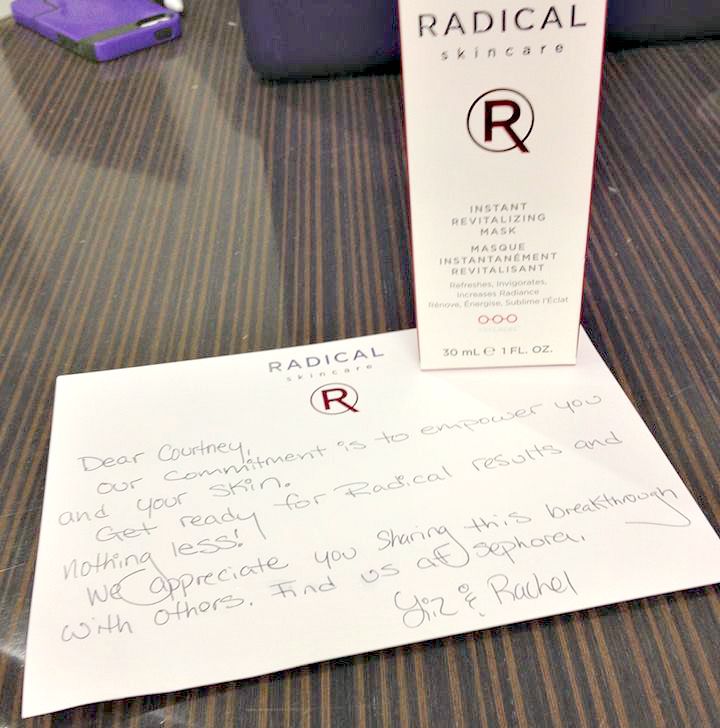 RADICAL
skincare
R
INSTANT
REVITALIZING
MASK
MASQUE
INSTANTANÉMENT
REVITALISANT
Refreshes, Invigorates,
Increases Radiance
Rénove, Énergise, Sublime l'Éclat
30 mL e 1 FL. OZ.
RADICAL
skincare
R
Dear Courtney,
our commitment is to empower you
and your skin.
Get ready for Radical results and
nothing less!
We appreciate you sharing this breakthrough
with others. Find us at Sephora.
Liz & Rachel